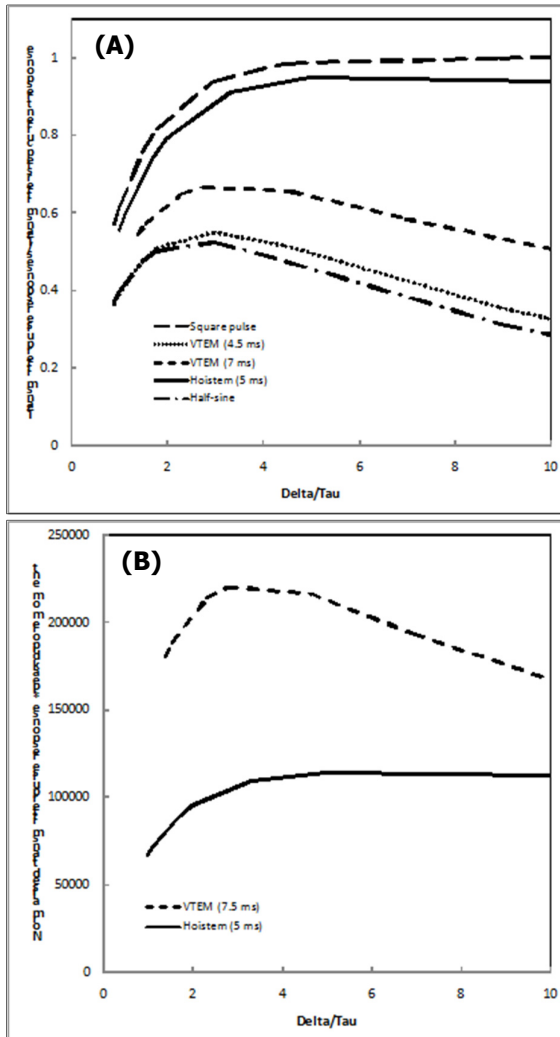 (A)
1
0.8
0.6
0.4
0.2
0
Square pulse
VTEM (4.5 ms)
VTEM (7 ms)
Hoistem (5 ms)
Half-sine
0 2 4 6 8 10
Delta/Tau
(B)
250000
200000
150000
100000
50000
0
VTEM (7.5 ms)
Hoistem (5 ms)
0 2 4 6 8 10
Delta/Tau